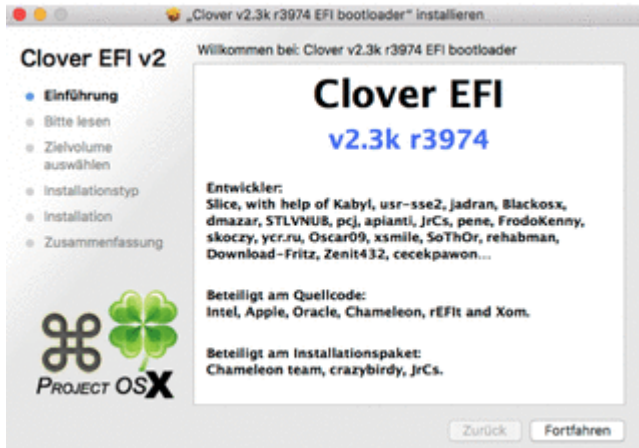 „Clover v2.3k r3974 EFI bootloader“ installieren
Clover EFI v2
Einführung
Bitte lesen
Zielvolume
auswählen
Installationstyp
Installation
Zusammenfassung
PROJECT OSX
Willkommen bei: Clover v2.3k r3974 EFI bootloader
Clover EFI
v2.3k r3974
Entwickler:
Slice, with help of Kabyl, usr-sse2, jadran, Blackosx,
dmazar, STLVNUB, pcj, apianti, JrCs, pene, FrodoKenny,
skoczy, ycr.ru, Oscar09, xsmile, SoThOr, rehabman,
Download-Fritz, Zenit432, cecekpawon...
Beteiligt am Quellcode:
Intel, Apple, Oracle, Chameleon, rEFIt and Xom.
Beteiligt am Installationspaket:
Chameleon team, crazybirdy, JrCs.
Zurück
Fortfahren